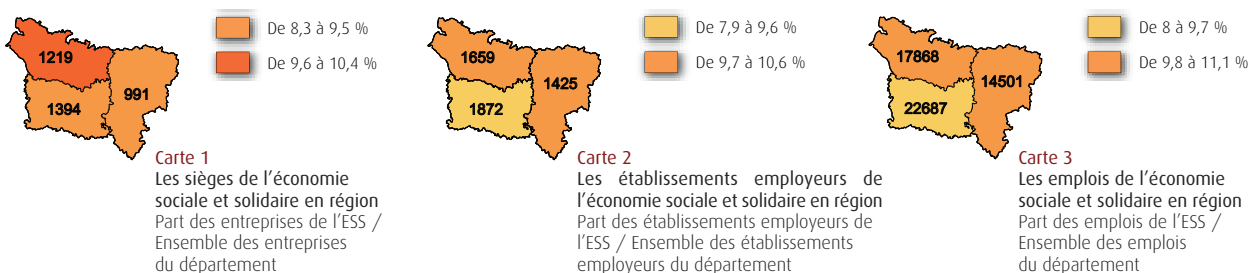 De 8,3 à 9,5 %
De 9,6 à 10,4 %
1219
991
1394
Carte 1
Les sièges de l'économie
sociale et solidaire en région
Part des entreprises de l'ESS /
Ensemble des entreprises
du département
De 7,9 à 9,6 %
De 9,7 à 10,6 %
1659
1425
1872
Carte 2
Les établissements employeurs de
l'économie sociale et solidaire en région
Part des établissements employeurs de
l'ESS / Ensemble des établissements
employeurs du département
De 8 à 9,7 %
De 9,8 à 11,1 %
17868
14501
22687
Carte 3
Les emplois de l'économie
sociale et solidaire en région
Part des emplois de l'ESS /
Ensemble des emplois
du département